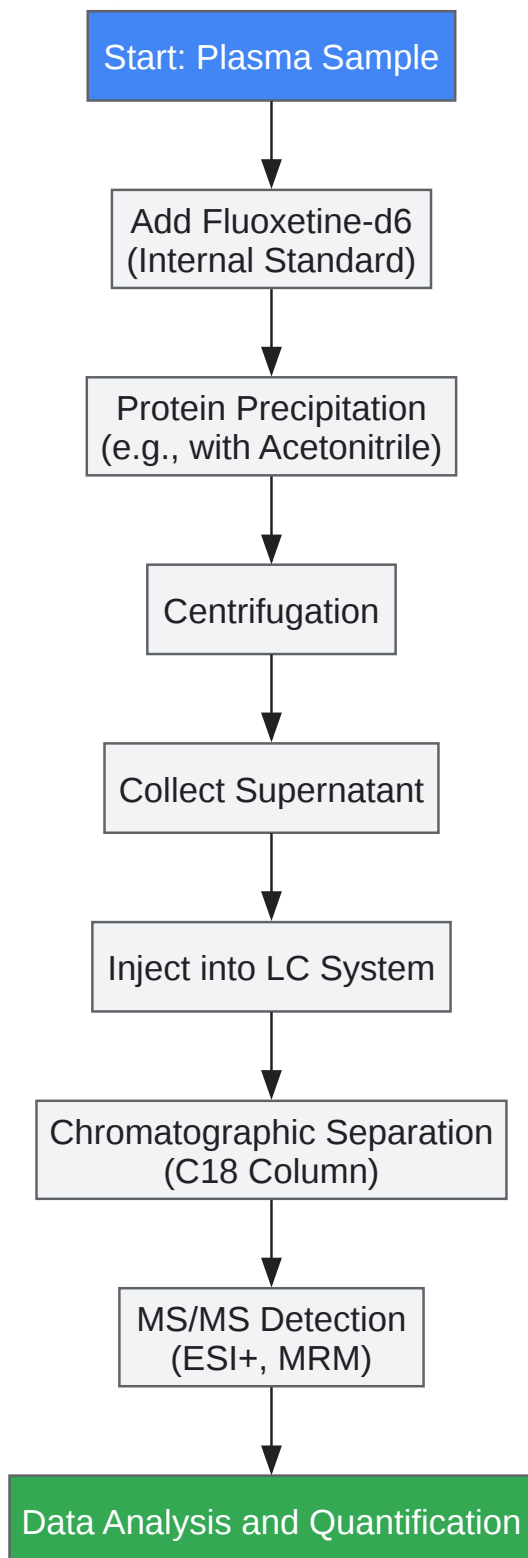 Start: Plasma Sample
Add Fluoxetine-d6
(Internal Standard)
Protein Precipitation
(e.g., with Acetonitrile)
Centrifugation
Collect Supernatant
Inject into LC System
Chromatographic Separation
(C18 Column)
MS/MS Detection
(ESI+, MRM)
Data Analysis and Quantification